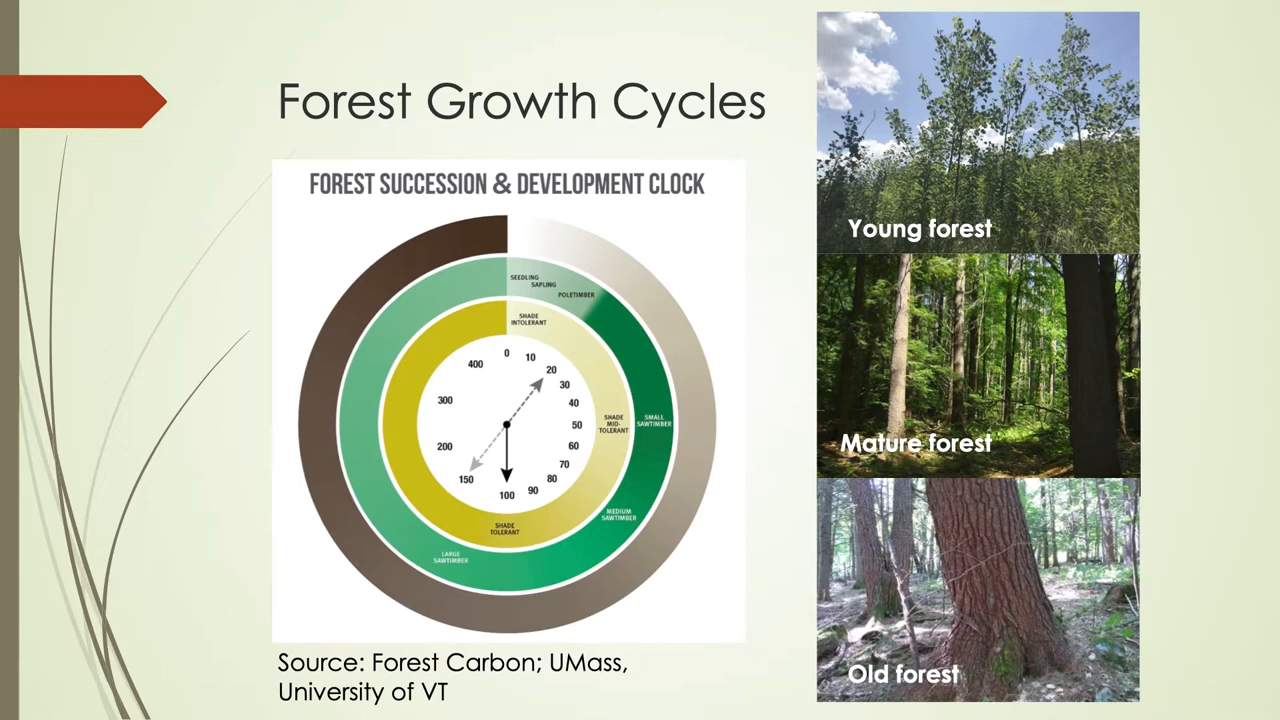 Forest Growth Cycles
FOREST SUCCESSION & DEVELOPMENT CLOCK
SEEDLING
SAPLING
POLETIMBER
SHADE
INTOLERANT
0
10
20
30
40
50
60
70
80
90
100
150
200
300
400
SHADE
MID-
TOLERANT
SMALL
SAWTIMBER
MEDIUM
SAWTIMBER
SHADE
TOLERANT
LARGE
SAWTIMBER
Source: Forest Carbon; UMass,
University of VT
Young forest
Mature forest
Old forest